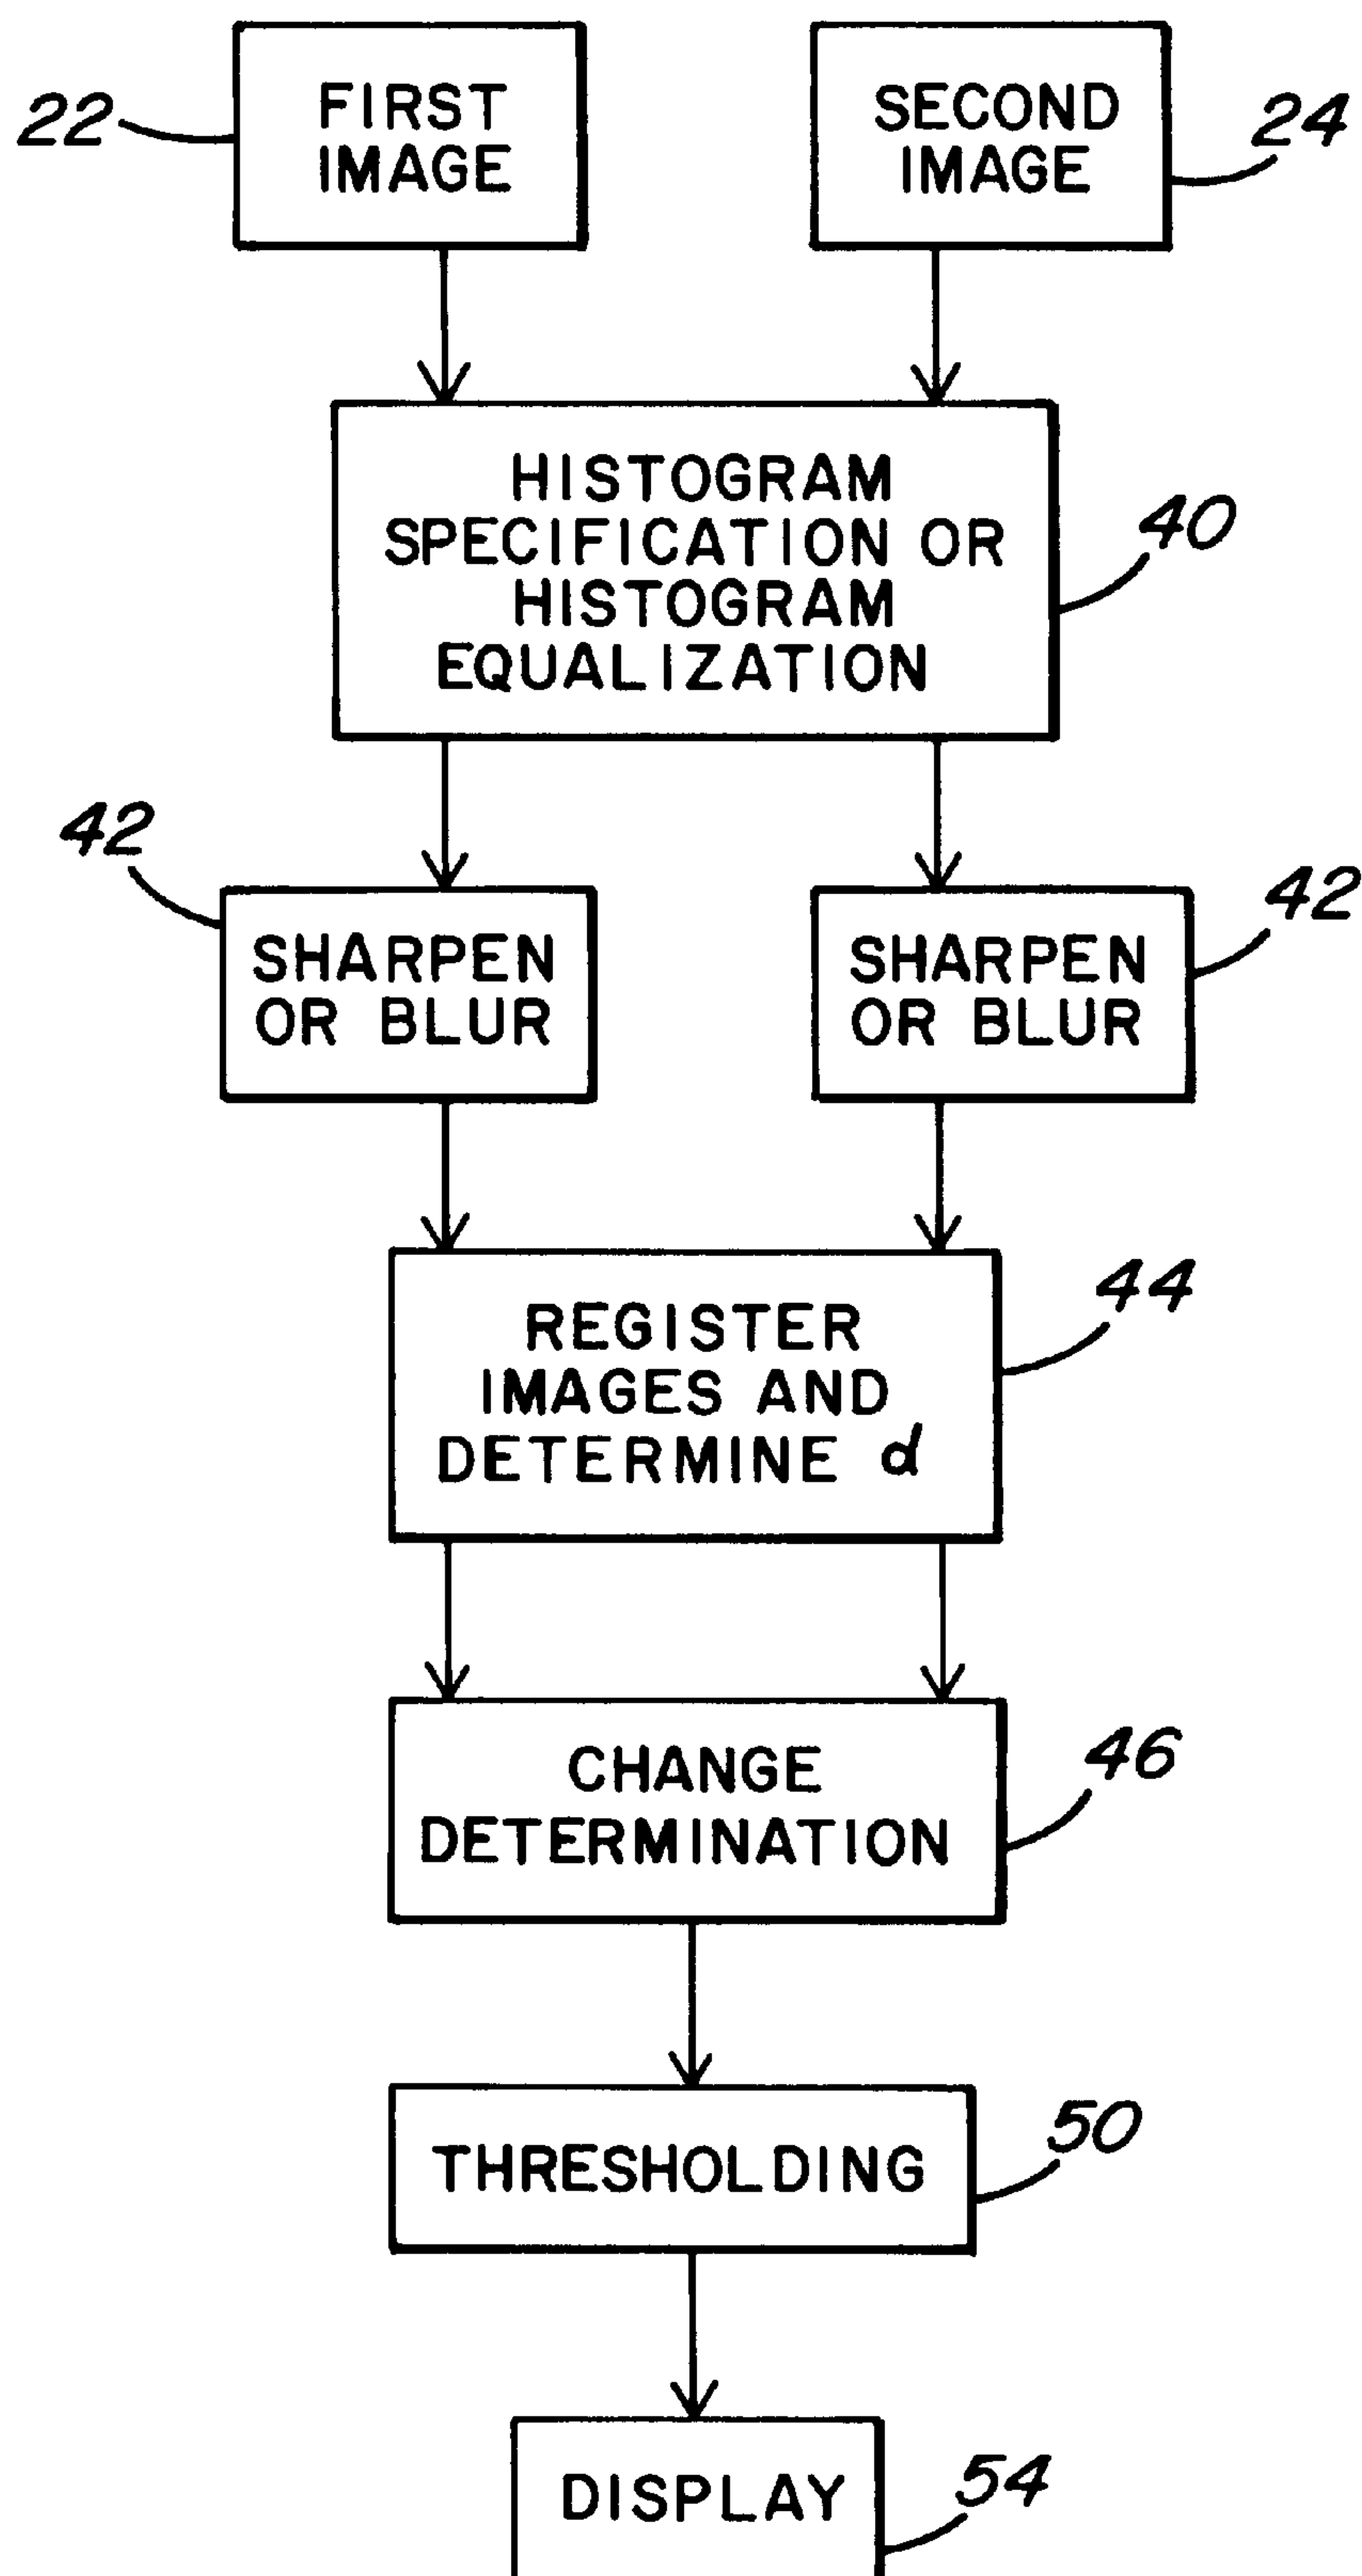 22
FIRST
IMAGE
SECOND
IMAGE
24
HISTOGRAM
SPECIFICATION OR
HISTOGRAM
EQUALIZATION
40
42
SHARPEN
OR BLUR
SHARPEN
OR BLUR
42
REGISTER
IMAGES AND
DETERMINE d
44
CHANGE
DETERMINATION
46
THRESHOLDING
50
DISPLAY
54